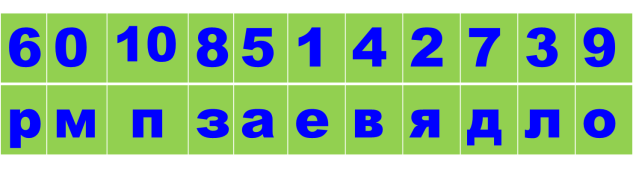 6 0 10 8 5 1 4 2 7 3 9
р м п з а е в я д л о